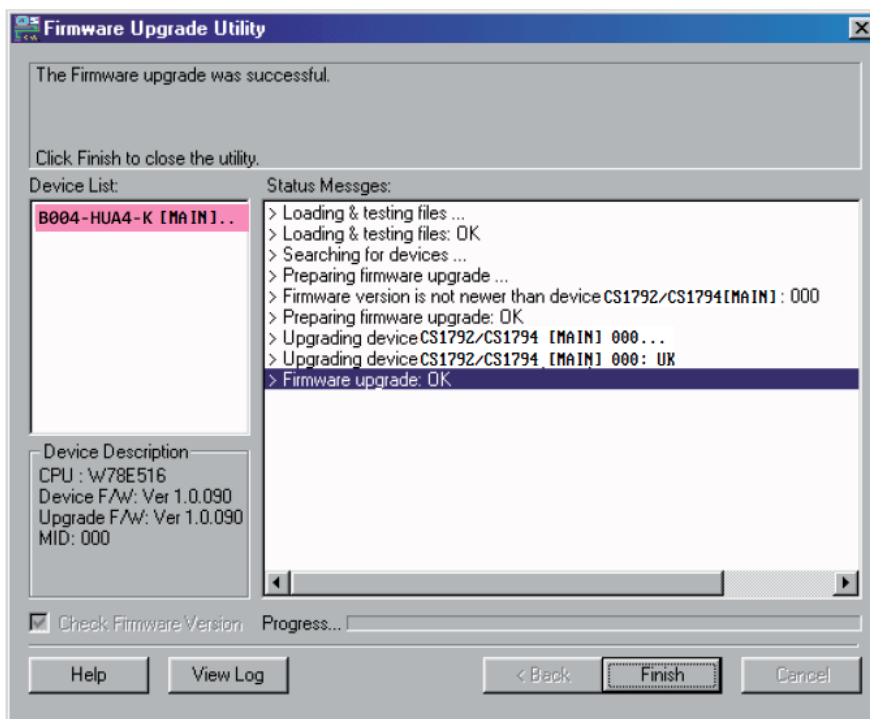 Firmware Upgrade Utility
The Firmware upgrade was successful.
Click Finish to close the utility.
Device List:
B004-HUA4-K [MAIN]..
Status Messges:
> Loading & testing files ...
> Loading & testing files: OK
> Searching for devices ...
> Preparing firmware upgrade ...
> Firmware version is not newer than device CS1792/CS1794[MAIN] : 000
> Preparing firmware upgrade: OK
> Upgrading device CS1792/CS1794 [MAIN] 000...
> Upgrading device CS1792/CS1794 [MAIN] 000: UK
> Firmware upgrade: OK
Device Description
CPU : W78E516
Device F/W: Ver 1.0.090
Upgrade F/W: Ver 1.0.090
MID: 000
Check Firmware Version
Progress...
Help
View Log
< Back
Finish
Cancel